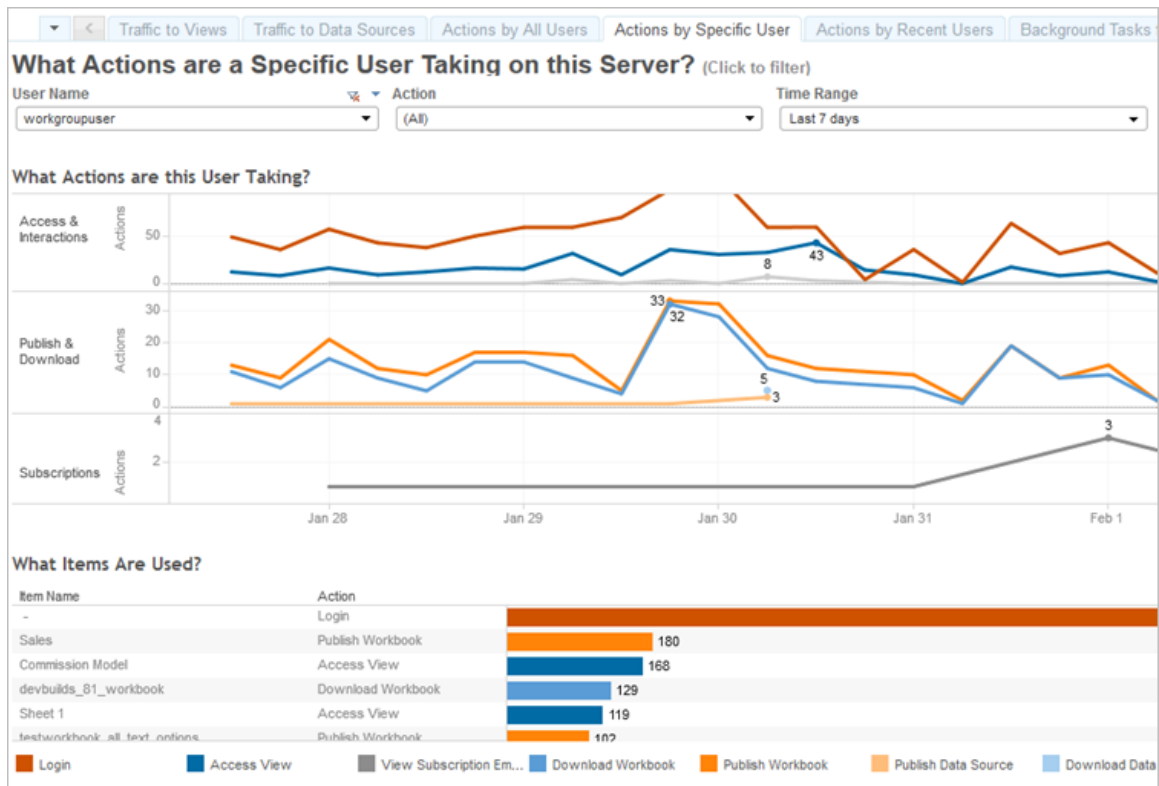 Traffic to Views Traffic to Data Sources Actions by All Users Actions by Specific User Actions by Recent Users Background Tasks
What Actions are a Specific User Taking on this Server? (Click to filter)
User Name Action Time Range
workgroupuser (All) Last 7 days
What Actions are this User Taking?
Access & Interactions Actions 50 0 8 43
Publish & Download Actions 30 20 10 0 33 32 5 3
Subscriptions Actions 4 2 3
Jan 28 Jan 29 Jan 30 Jan 31 Feb 1
What Items Are Used?
Item Name Action
- Login
Sales Publish Workbook 180
Commission Model Access View 168
devbuilds_81_workbook Download Workbook 129
Sheet 1 Access View 119
testworkbook_all_text_options Publish Workbook 102
Login Access View View Subscription Em... Download Workbook Publish Workbook Publish Data Source Download Data